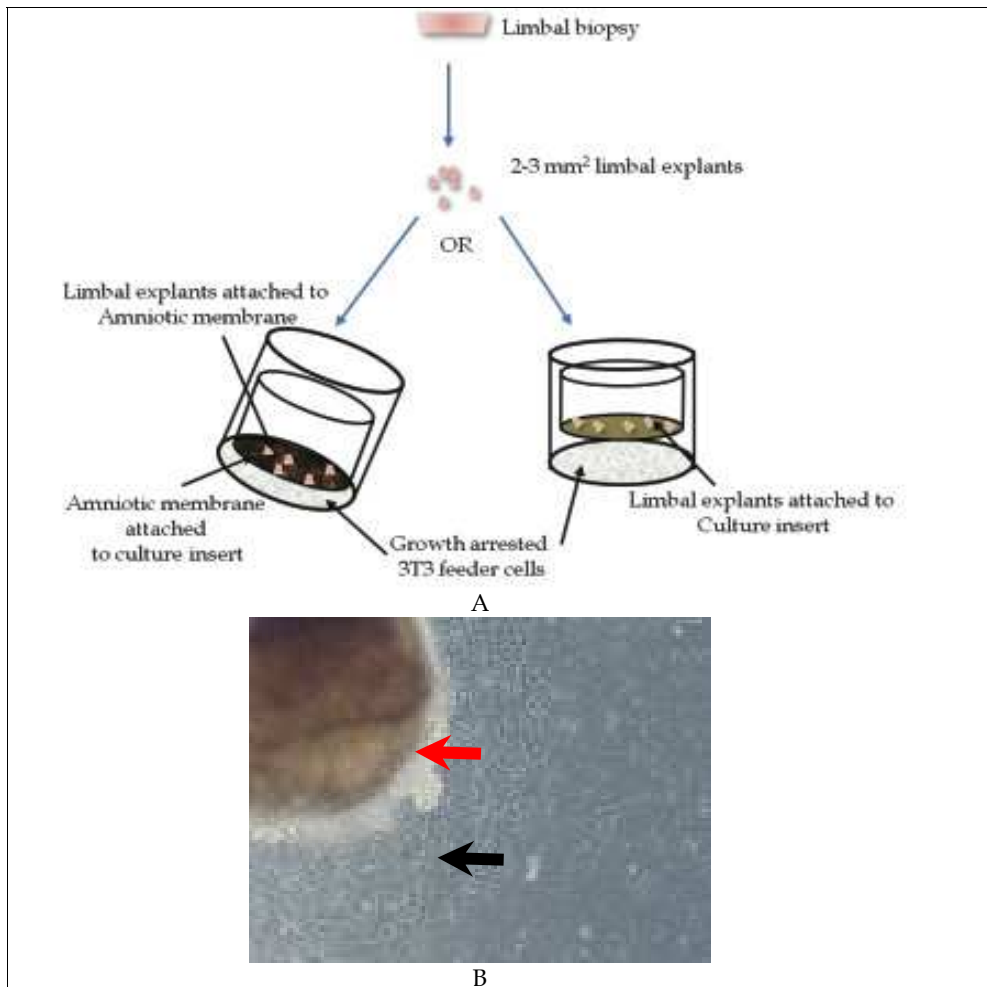 Limbal biopsy
2-3 mm² limbal explants
OR
Limbal explants attached to
Amniotic membrane
Amniotic membrane
attached
to culture insert
Growth arrested
3T3 feeder cells
Limbal explants attached to
Culture insert
A
B